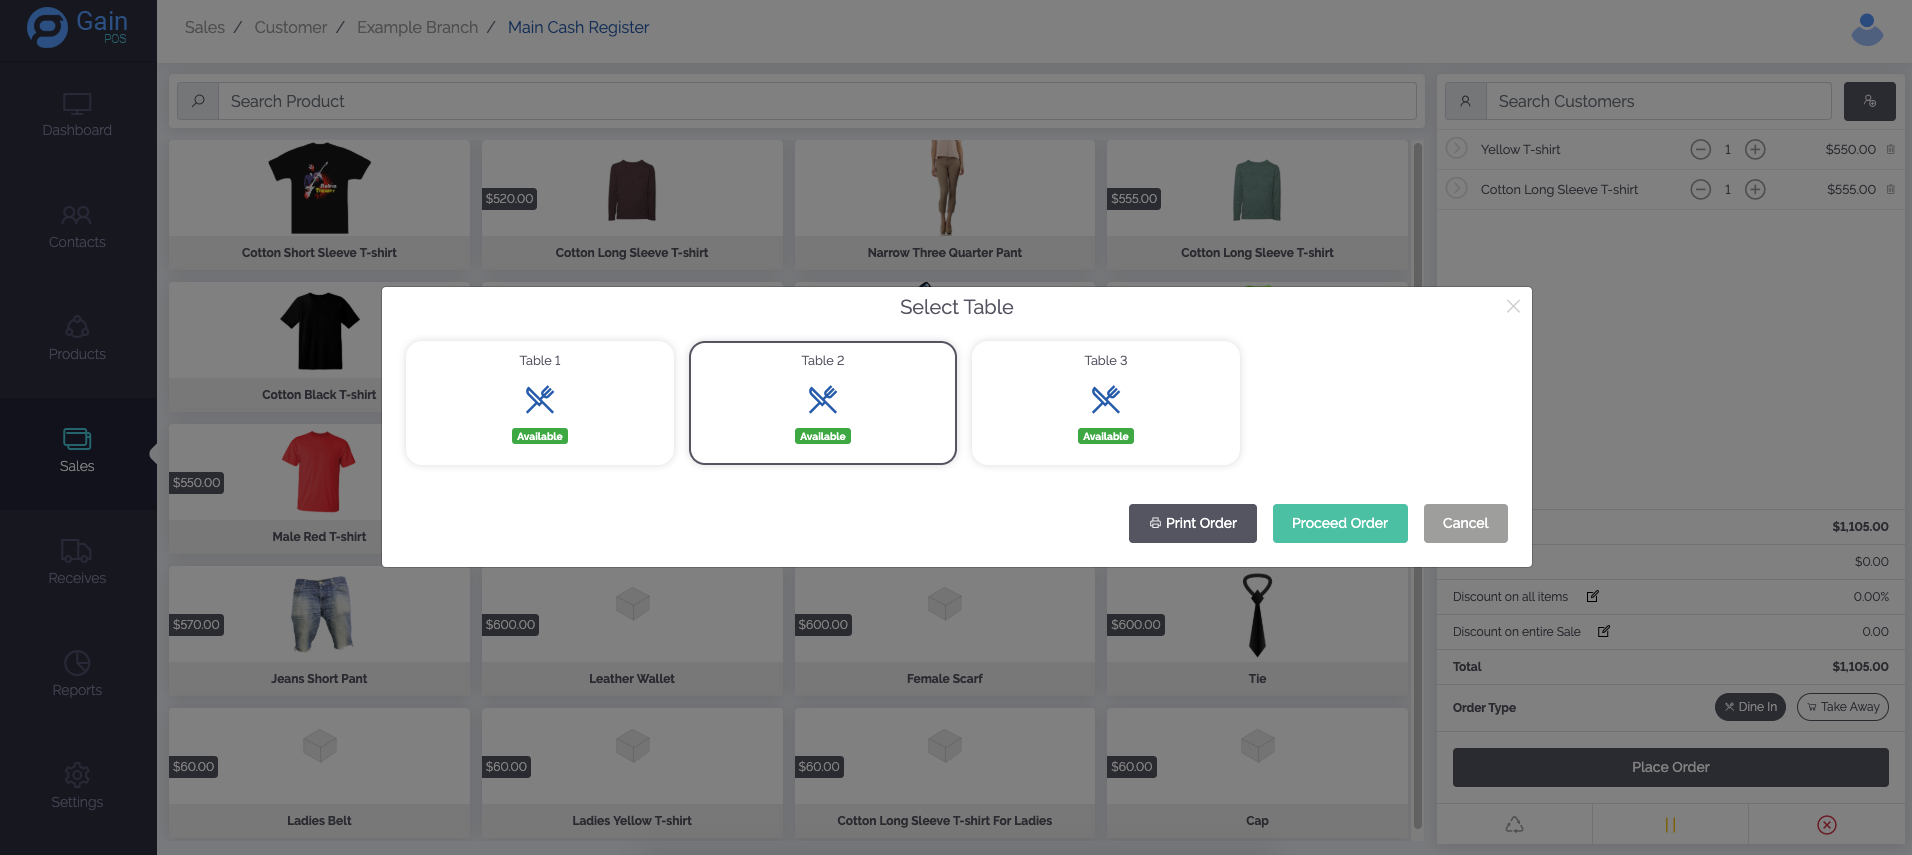 Gain
POS
Sales / Customer / Example Branch / Main Cash Register
Dashboard
Contacts
Products
Sales
Receives
Reports
Settings
Search Product
Search Customers
$520.00
$555.00
Cotton Short Sleeve T-shirt
Cotton Long Sleeve T-shirt
Narrow Three Quarter Pant
Cotton Long Sleeve T-shirt
Cotton Black T-shirt
$550.00
Male Red T-shirt
$570.00
$600.00
$600.00
$600.00
Jeans Short Pant
Leather Wallet
Female Scarf
Tie
$60.00
$60.00
$60.00
$60.00
Ladies Belt
Ladies Yellow T-shirt
Cotton Long Sleeve T-shirt For Ladies
Cap
Select Table
Table 1
Available
Table 2
Available
Table 3
Available
Print Order
Proceed Order
Cancel
Yellow T-shirt 1 $550.00
Cotton Long Sleeve T-shirt 1 $555.00
$1,105.00
$0.00
Discount on all items 0.00%
Discount on entire Sale 0.00
Total $1,105.00
Order Type Dine In Take Away
Place Order